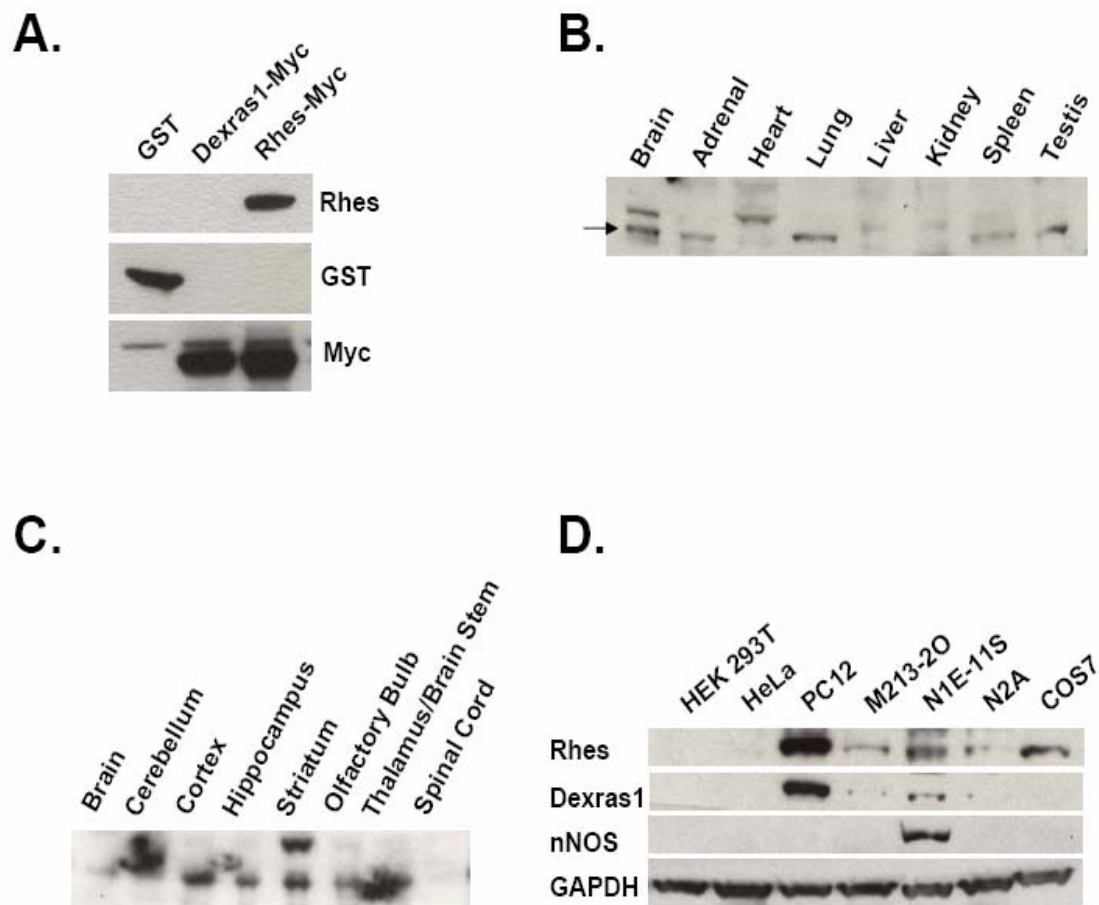 A.
GST
Dexras1-Myc
Rhes-Myc
Rhes
GST
Myc
B.
Brain
Adrenal
Heart
Lung
Liver
Kidney
Spleen
Testis
C.
Brain
Cerebellum
Cortex
Hippocampus
Striatum
Olfactory Bulb
Thalamus/Brain Stem
Spinal Cord
D.
HEK 293T
HeLa
PC12
M213-2O
N1E-11S
N2A
COS7
Rhes
Dexras1
nNOS
GAPDH